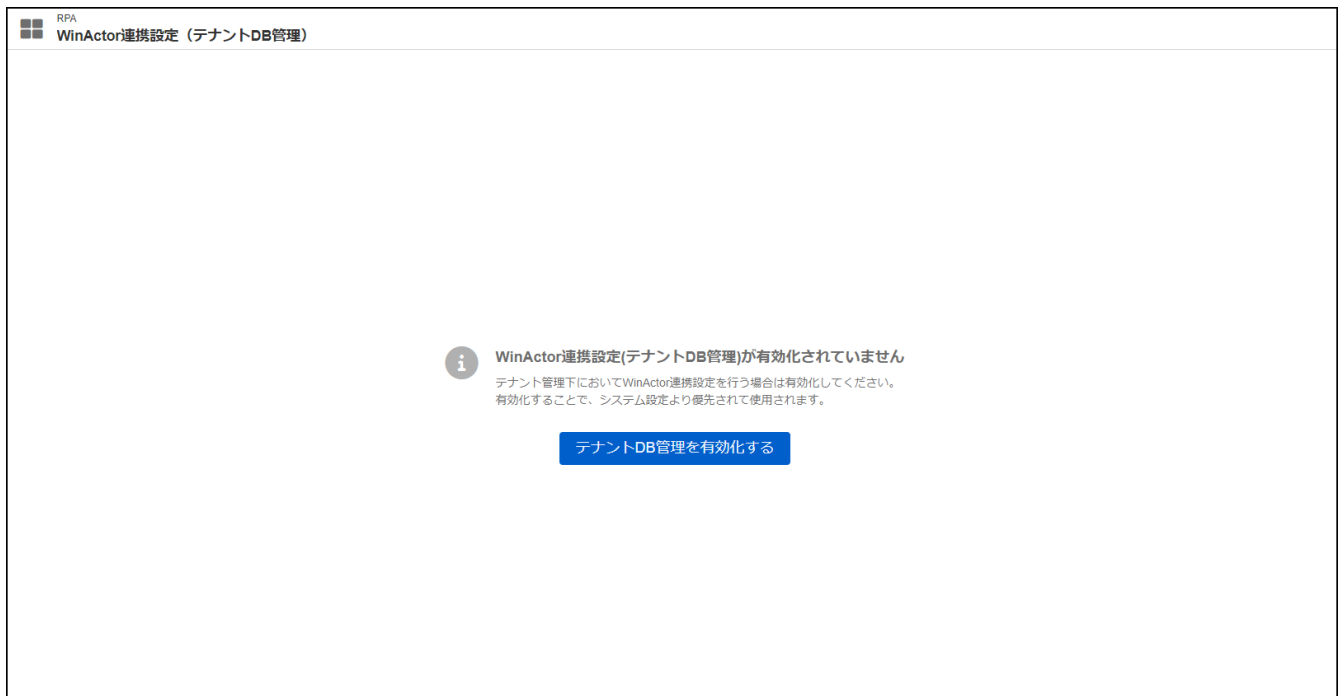 RPA
WinActor連携設定（テナントDB管理）
WinActor連携設定(テナントDB管理)が有効化されていません
テナント管理下においてWinActor連携設定を行う場合は有効化してください。
有効化することで、システム設定より優先されて使用されます。
テナントDB管理を有効化する